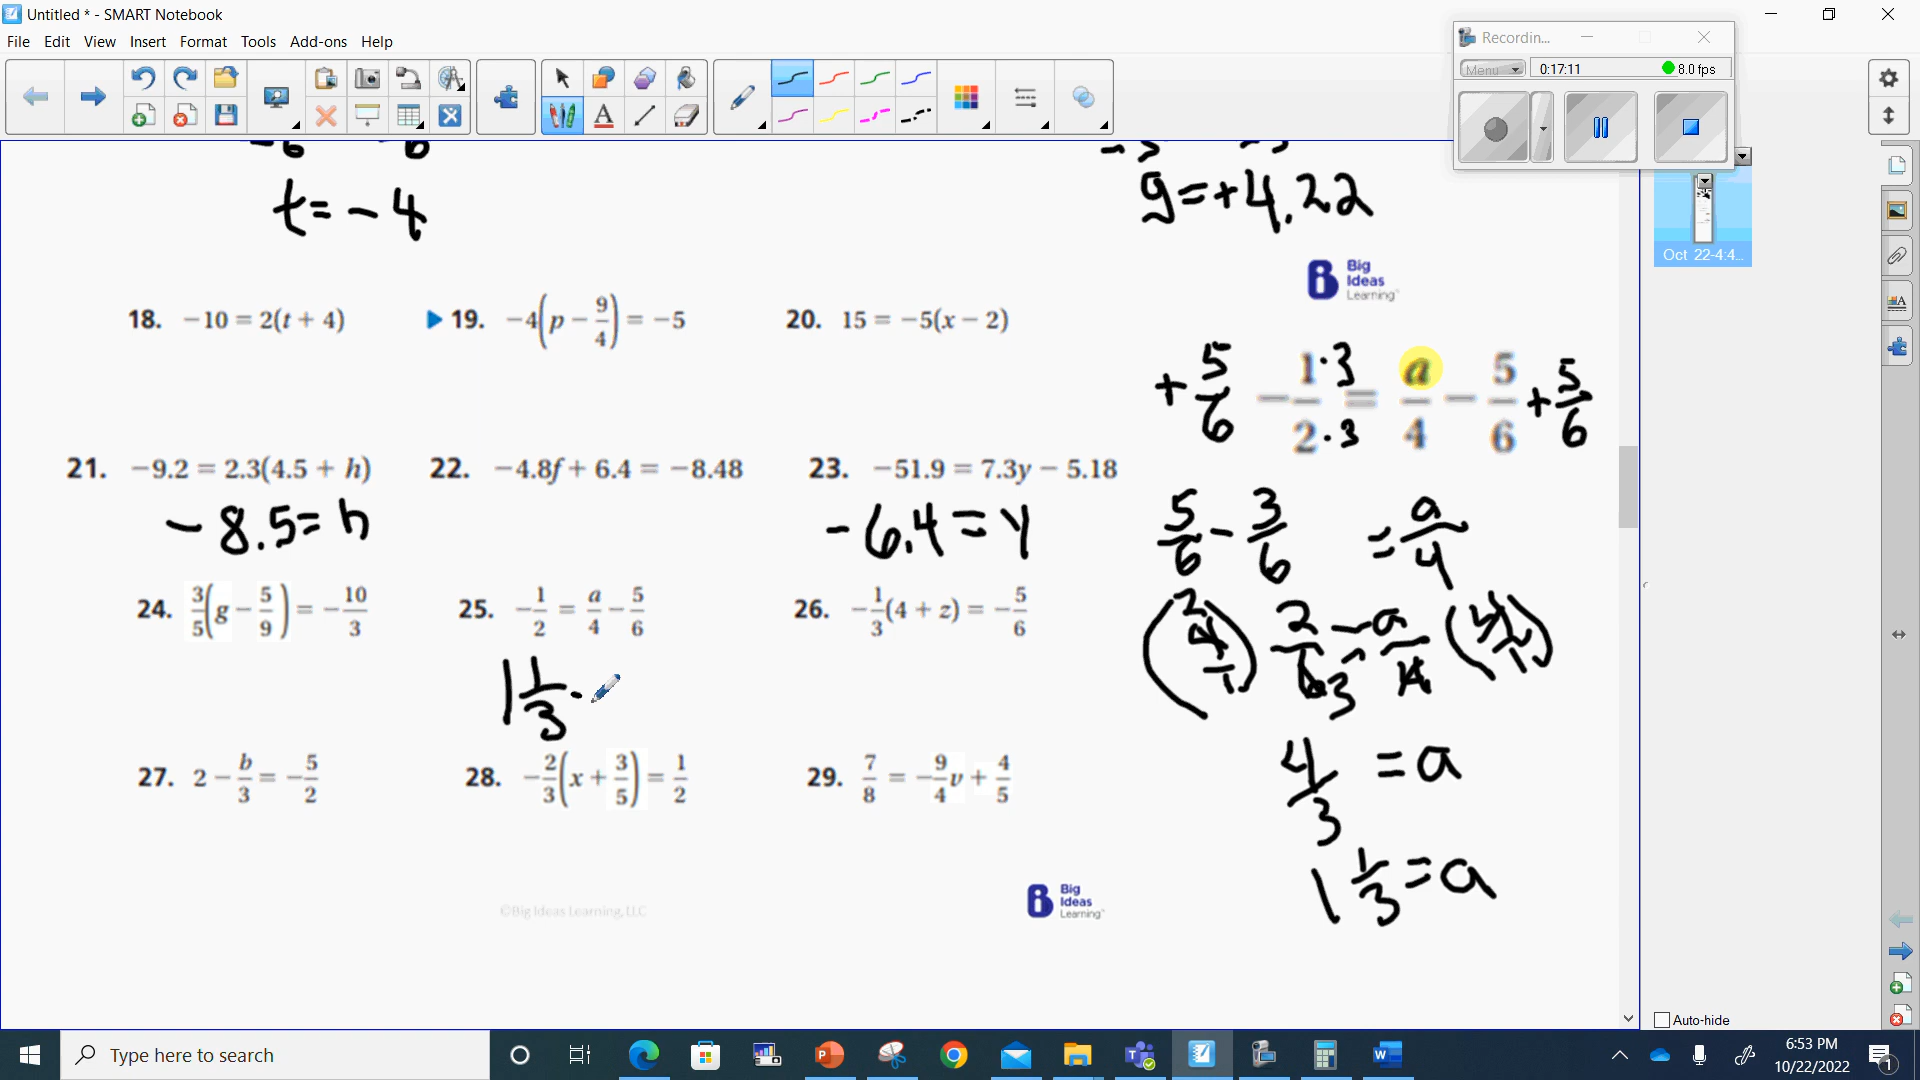 Untitled * - SMART Notebook
File Edit View Insert Format Tools Add-ons Help
Recordin...
Menu 0:17:11 8.0 fps
t = - 4
g = + 4.22
Oct 22-4:4...
Big Ideas Learning
18. −10 = 2(t + 4)
19. −4(p − 9/4) = −5
20. 15 = −5(x − 2)
+ 5/6 − 1·3/2·3 = a/4 − 5/6 + 5/6
21. −9.2 = 2.3(4.5 + h)
22. −4.8f + 6.4 = −8.48
23. −51.9 = 7.3y − 5.18
- 8.5 = h
- 6.4 = y
5/6 - 3/6 = a/4
24. 3/5(g − 5/9) = −10/3
25. −1/2 = a/4 − 5/6
26. −1/3(4 + z) = −5/6
1 1/3 -
4/3 = a
27. 2 − b/3 = −5/2
28. −2/3(x + 3/5) = 1/2
29. 7/8 = −9/4v + 4/5
1 1/3 = a
©Big Ideas Learning, LLC
Big Ideas Learning
Auto-hide
Type here to search
6:53 PM
10/22/2022
1